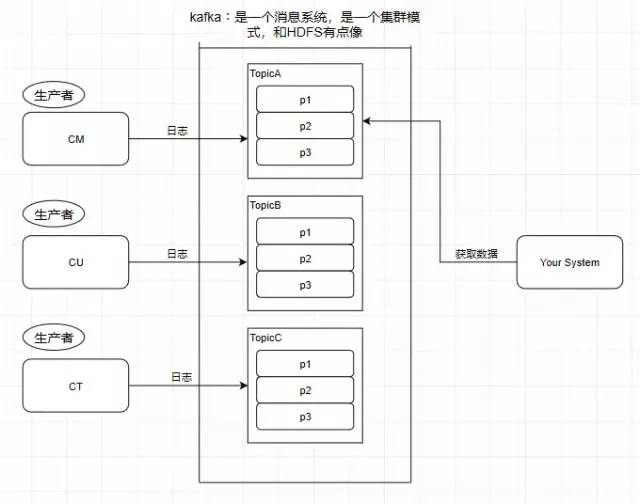 kafka：是一个消息系统，是一个集群模
式，和HDFS有点像
TopicA
生产者
p1
CM
日志
p2
p3
生产者
TopicB
p1
CU
日志
p2
获取数据
Your System
p3
生产者
TopicC
p1
CT
日志
p2
p3